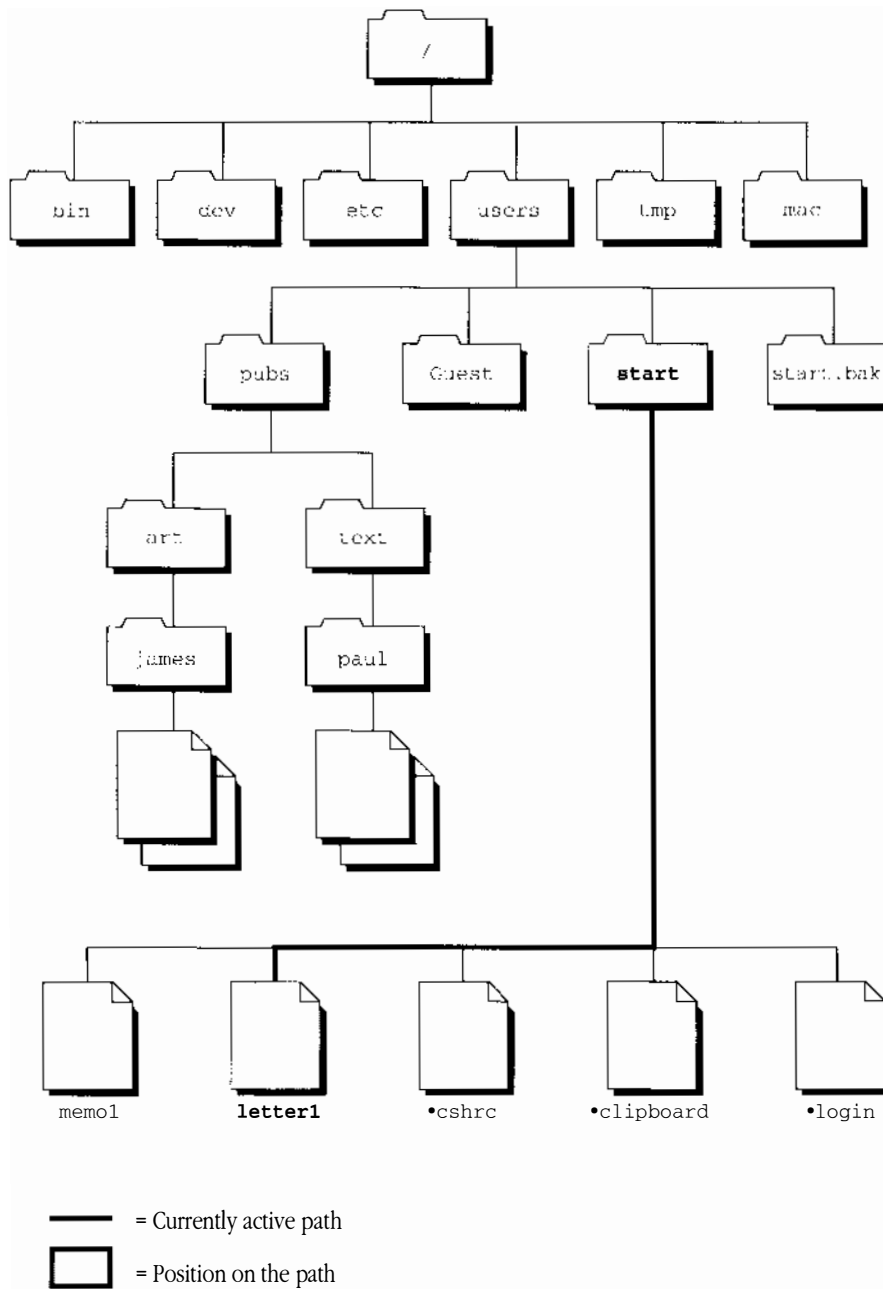 /
bin dev etc users tmp mac
pubs Guest start start.bak
art text
james paul
memo1 letter1 •cshrc •clipboard •login
= Currently active path
= Position on the path